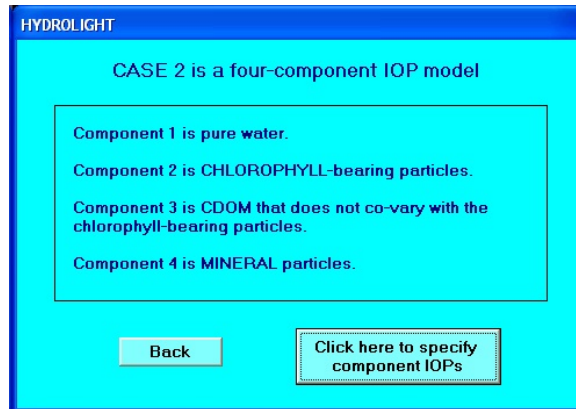 HYDROLIGHT
CASE 2 is a four-component IOP model
Component 1 is pure water.
Component 2 is CHLOROPHYLL-bearing particles.
Component 3 is CDOM that does not co-vary with the
chlorophyll-bearing particles.
Component 4 is MINERAL particles.
Back
Click here to specify
component IOPs